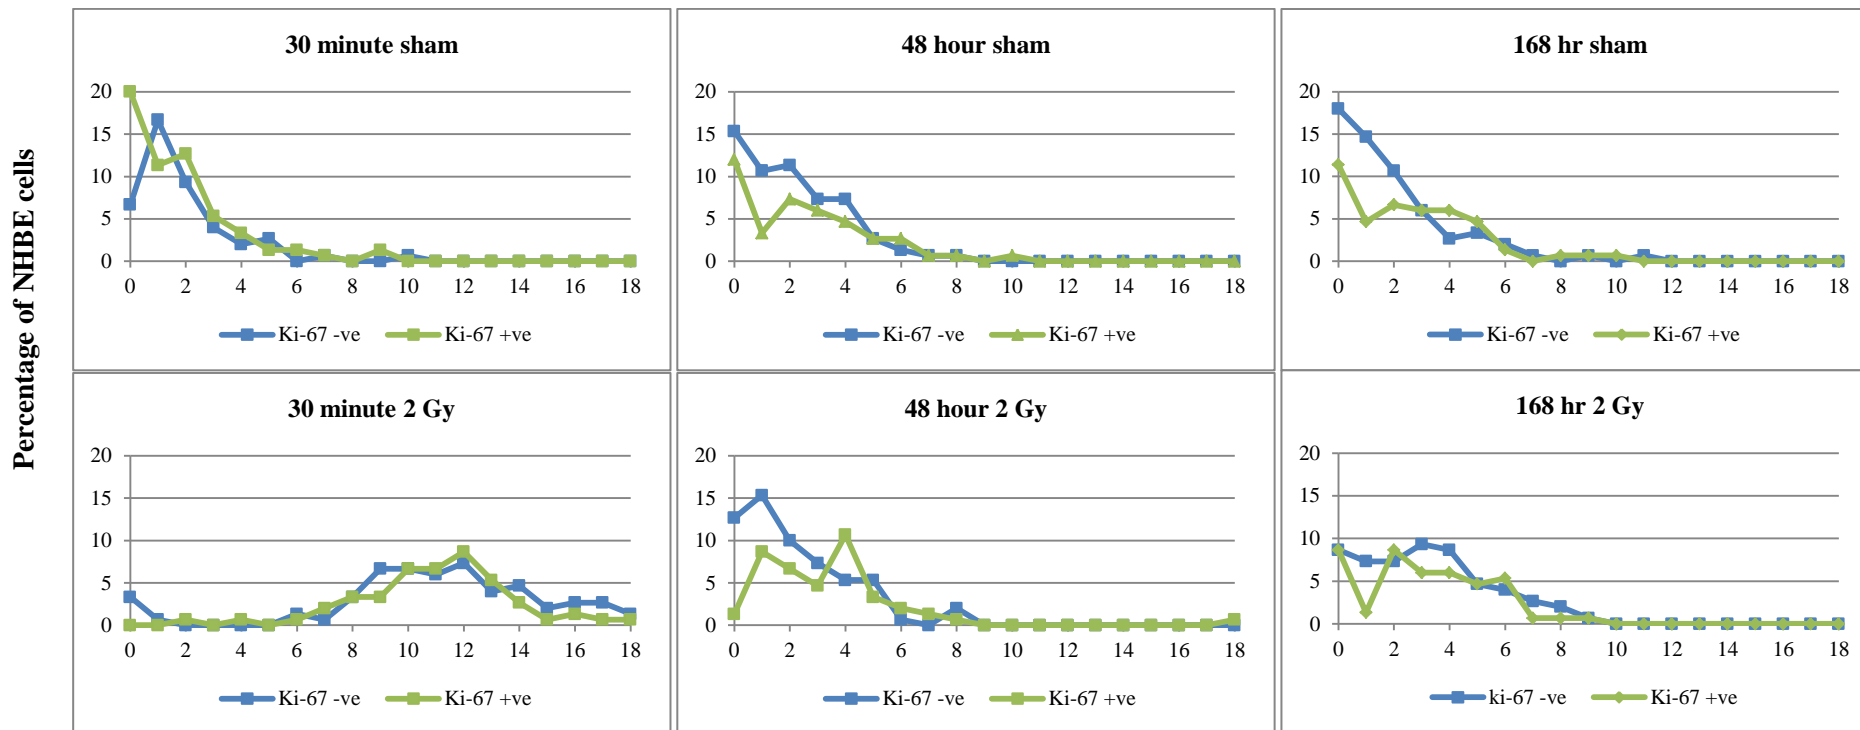 Percentage of NHBE cells
30 minute sham
20
15
10
5
0
0 2 4 6 8 10 12 14 16 18
Ki-67 -ve Ki-67 +ve
48 hour sham
20
15
10
5
0
0 2 4 6 8 10 12 14 16 18
Ki-67 -ve Ki-67 +ve
168 hr sham
20
15
10
5
0
0 2 4 6 8 10 12 14 16 18
Ki-67 -ve Ki-67 +ve
30 minute 2 Gy
20
15
10
5
0
0 2 4 6 8 10 12 14 16 18
Ki-67 -ve Ki-67 +ve
48 hour 2 Gy
20
15
10
5
0
0 2 4 6 8 10 12 14 16 18
Ki-67 -ve Ki-67 +ve
168 hr 2 Gy
20
15
10
5
0
0 2 4 6 8 10 12 14 16 18
ki-67 -ve Ki-67 +ve